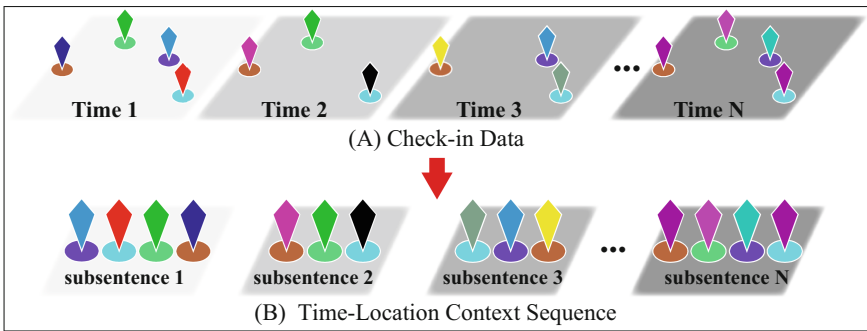 Time 1 Time 2 Time 3 ... Time N
(A) Check-in Data
subsentence 1 subsentence 2 subsentence 3 ... subsentence N
(B) Time-Location Context Sequence